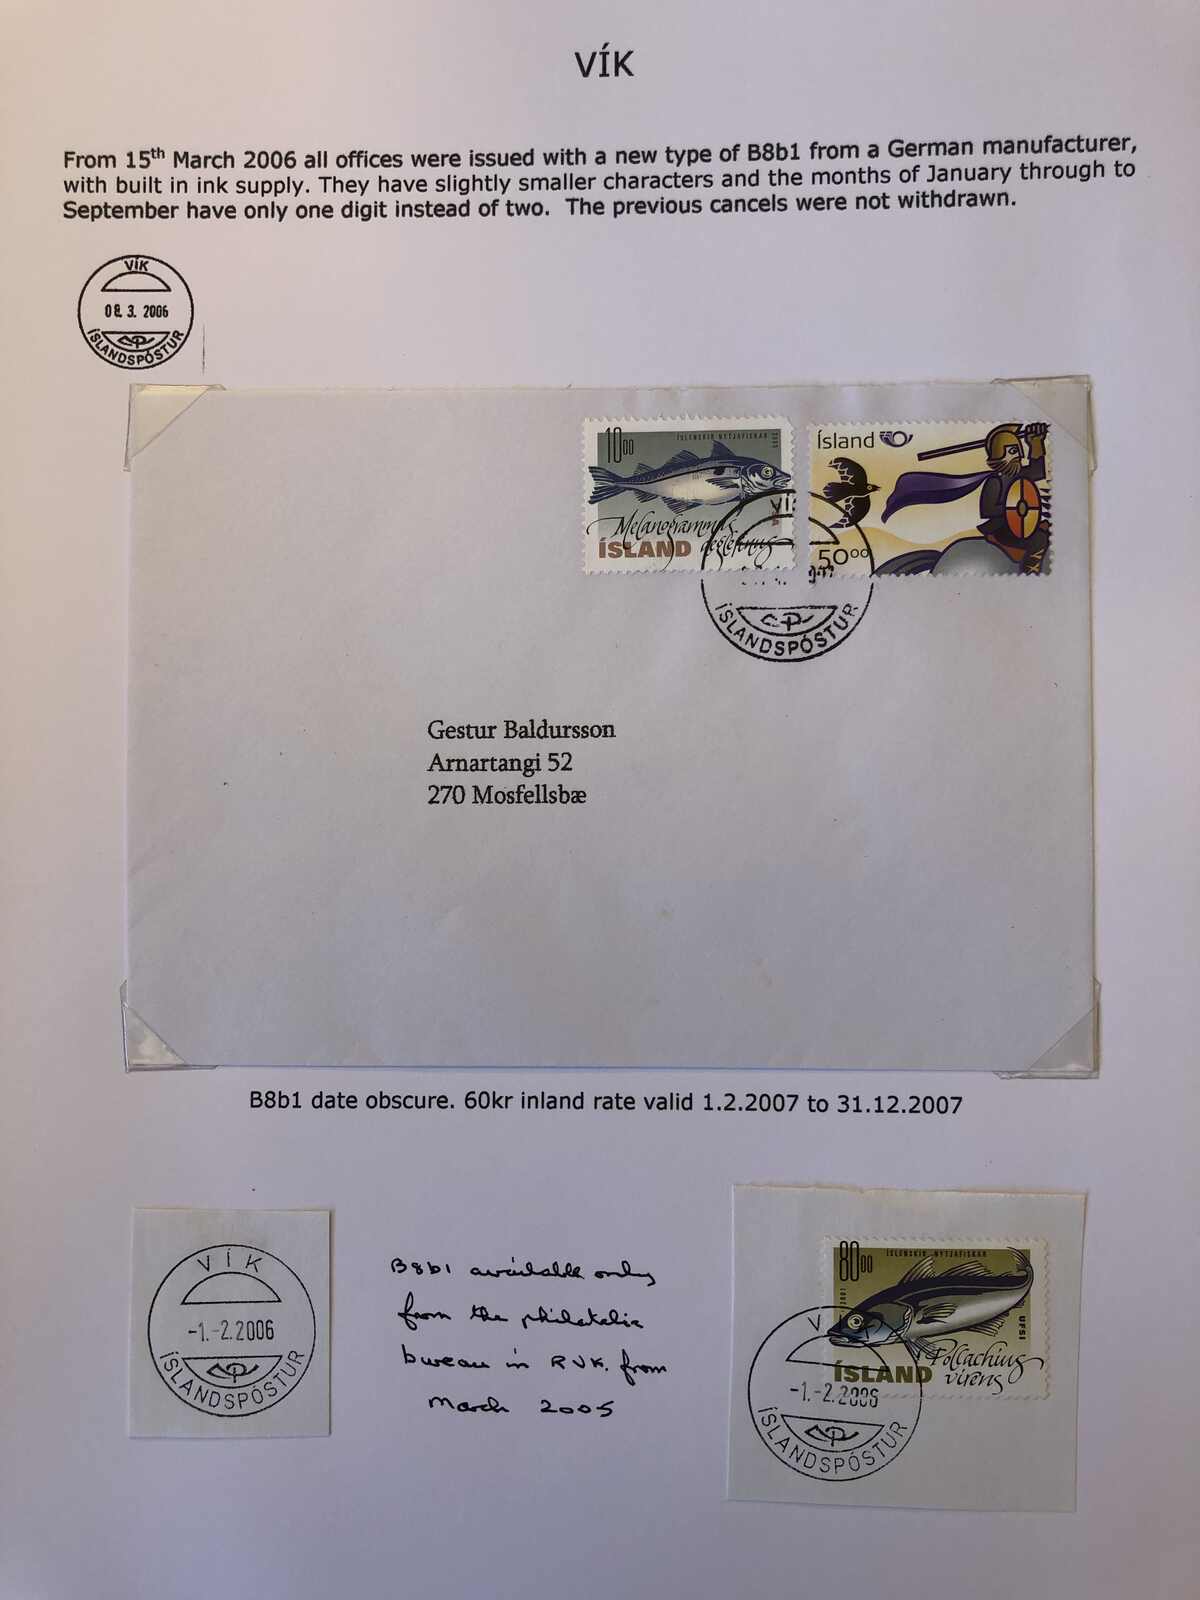 VÍK
From 15th March 2006 all offices were issued with a new type of B8b1 from a German manufacturer,
with built in ink supply. They have slightly smaller characters and the months of January through to
September have only one digit instead of two. The previous cancels were not withdrawn.
VÍK
08. 3. 2006
ÍSLANDSPÓSTUR
10.00
ÍSLENSKIR NYTJAFISKAR
Melanogrammus
aeglefinus
ÍSLAND
Ísland
50.00
VÍ
ÍSLANDSPÓSTUR
Gestur Baldursson
Arnartangi 52
270 Mosfellsbæ
B8b1 date obscure. 60kr inland rate valid 1.2.2007 to 31.12.2007
VÍK
-1.-2.2006
ÍSLANDSPÓSTUR
B8b1 available only
from the philatelic
bureau in RVK. from
March 2005
80.00
ÍSLENSKIR NYTJAFISKAR
UFSI
ÍSLAND
Pollachius
virens
V
-1.-2.2006
ÍSLANDSPÓSTUR